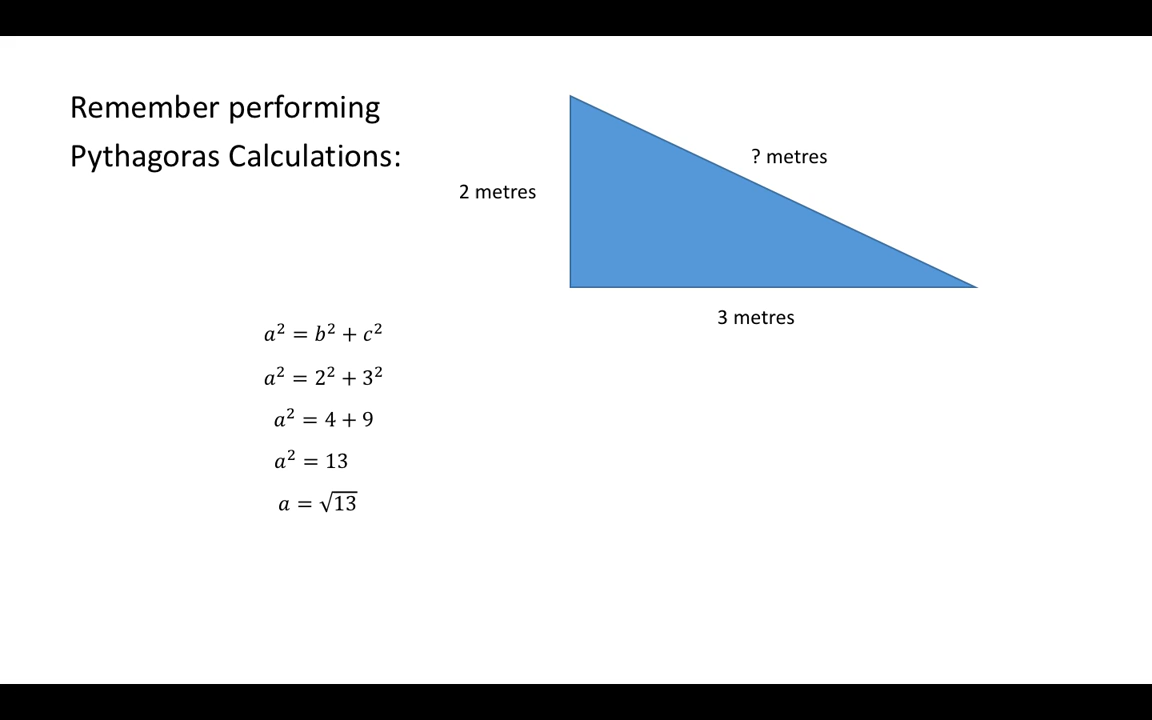 Remember performing
Pythagoras Calculations:
? metres
2 metres
3 metres
a² = b² + c²
a² = 2² + 3²
a² = 4 + 9
a² = 13
a = √13